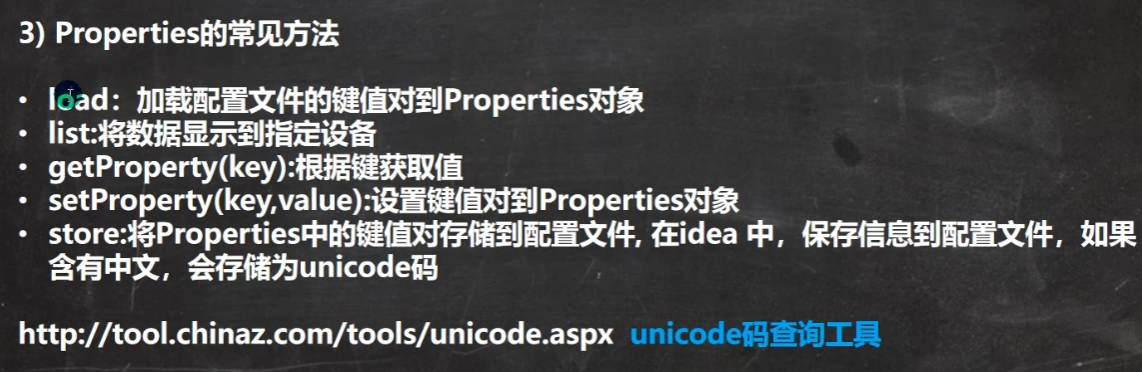 3) Properties的常见方法
• load：加载配置文件的键值对到Properties对象
• list:将数据显示到指定设备
• getProperty(key):根据键获取值
• setProperty(key,value):设置键值对到Properties对象
• store:将Properties中的键值对存储到配置文件, 在idea 中，保存信息到配置文件，如果
含有中文，会存储为unicode码
http://tool.chinaz.com/tools/unicode.aspx unicode码查询工具